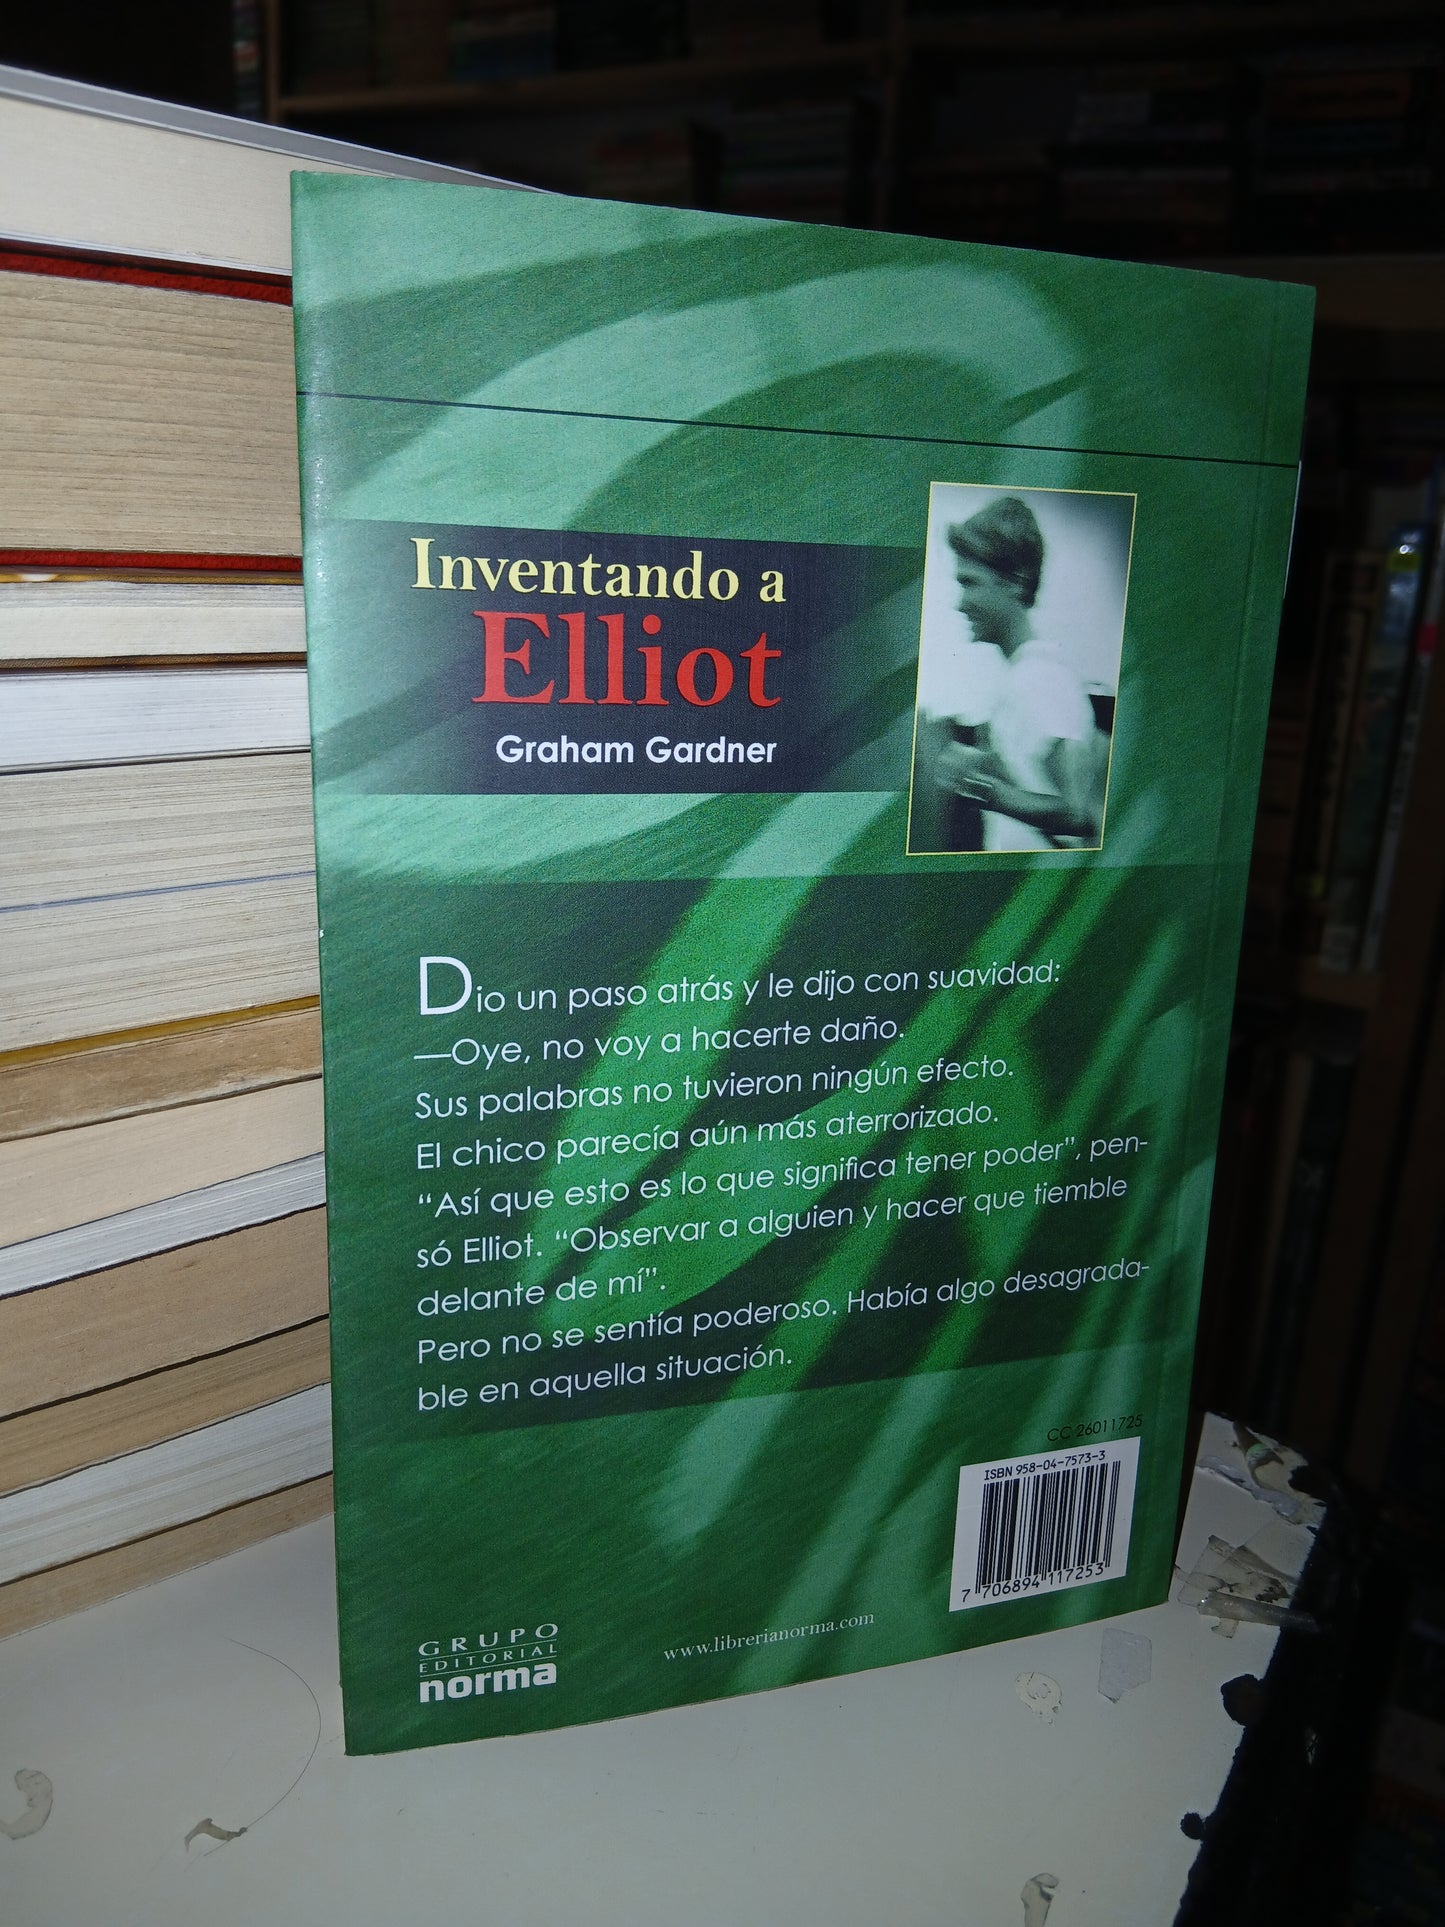 Inventando a
Elliot
Graham Gardner
Dio un paso atrás y le dijo con suavidad:
—Oye, no voy a hacerte daño.
Sus palabras no tuvieron ningún efecto.
El chico parecía aún más aterrorizado.
“Así que esto es lo que significa tener poder”, pen-
só Elliot. “Observar a alguien y hacer que tiemble
delante de mí”.
Pero no se sentía poderoso. Había algo desagrada-
ble en aquella situación.
CC 26011725
ISBN 958-04-7573-3
7 706894 117253
GRUPO
EDITORIAL
norma
www.librerianorma.com